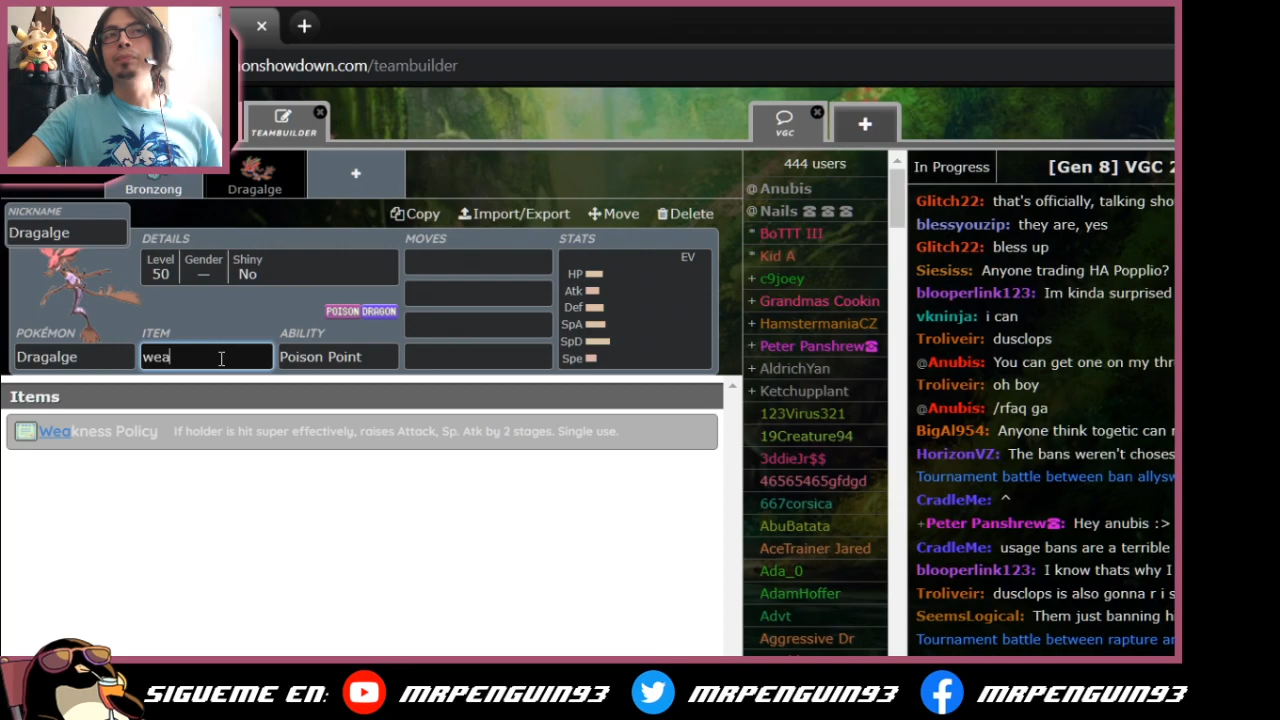 onshowdown.com/teambuilder
TEAMBUILDER
VGC
Bronzong
Dragalge
Copy
Import/Export
Move
Delete
NICKNAME
Dragalge
DETAILS
Level
50
Gender
—
Shiny
No
POISON DRAGON
POKÉMON
Dragalge
ITEM
wea
ABILITY
Poison Point
MOVES
STATS
EV
HP
Atk
Def
SpA
SpD
Spe
Items
Weakness Policy If holder is hit super effectively, raises Attack, Sp. Atk by 2 stages. Single use.
444 users
@Anubis
@Nails ☎ ☎ ☎
* BoTTT III
* Kid A
+ c9joey
+ Grandmas Cookin
+ HamstermaniaCZ
+ Peter Panshrew☎
+ AldrichYan
+ Ketchupplant
123Virus321
19Creature94
3ddieJr$$
46565465gfdgd
667corsica
AbuBatata
AceTrainer Jared
Ada_0
AdamHoffer
Advt
Aggressive Dr
In Progress
[Gen 8] VGC 2
Glitch22: that's officially, talking sho
blessyouzip: they are, yes
Glitch22: bless up
Siesiss: Anyone trading HA Popplio?
blooperlink123: Im kinda surprised
vkninja: i can
Troliveir: dusclops
@Anubis: You can get one on my thr
Troliveir: oh boy
@Anubis: /rfaq ga
BigAl954: Anyone think togetic can r
HorizonVZ: The bans weren't choses
Tournament battle between ban allysw
CradleMe: ^
+Peter Panshrew☎: Hey anubis :>
CradleMe: usage bans are a terrible
blooperlink123: I know thats why I
Troliveir: dusclops is also gonna r i s
SeemsLogical: Them just banning h
Tournament battle between rapture an
SIGUEME EN: MRPENGUIN93 MRPENGUIN93 MRPENGUIN93